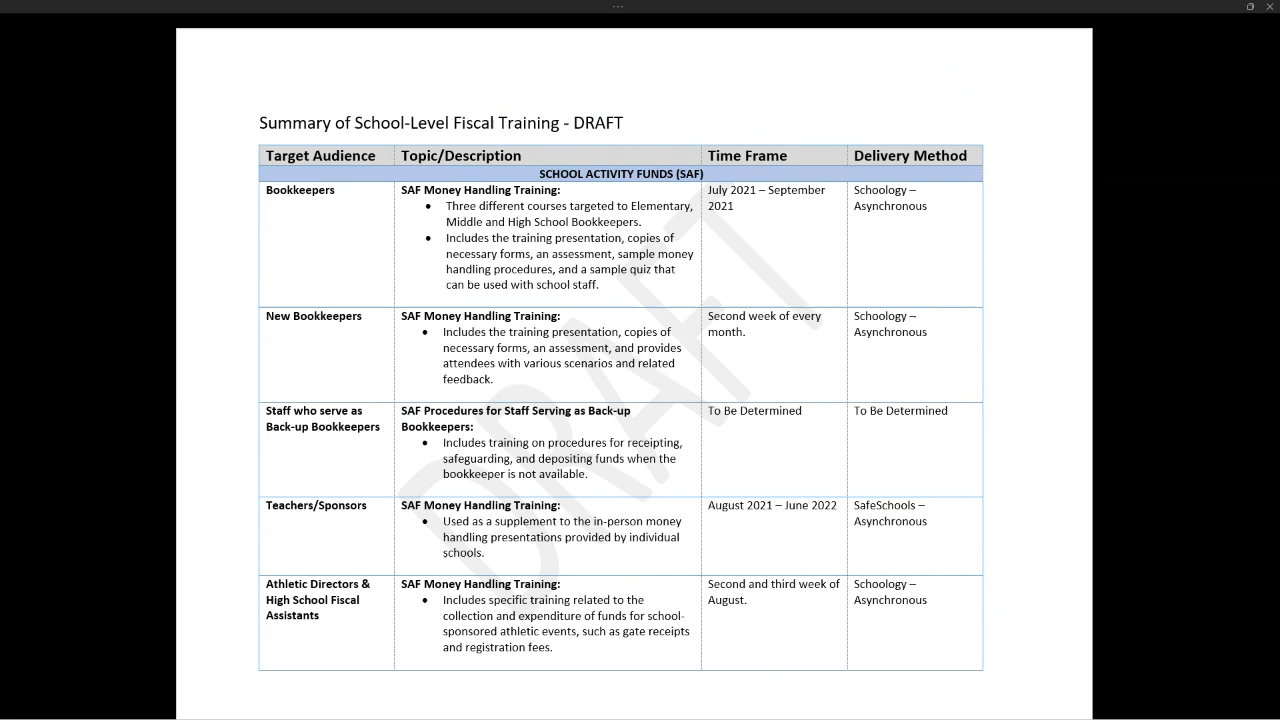 Summary of School-Level Fiscal Training - DRAFT
Target Audience Topic/Description Time Frame Delivery Method
SCHOOL ACTIVITY FUNDS (SAF)
Bookkeepers SAF Money Handling Training: July 2021 – September Schoology –
• Three different courses targeted to Elementary, 2021 Asynchronous
Middle and High School Bookkeepers.
• Includes the training presentation, copies of
necessary forms, an assessment, sample money
handling procedures, and a sample quiz that
can be used with school staff.
New Bookkeepers SAF Money Handling Training: Second week of every Schoology –
• Includes the training presentation, copies of month. Asynchronous
necessary forms, an assessment, and provides
attendees with various scenarios and related
feedback.
Staff who serve as SAF Procedures for Staff Serving as Back-up To Be Determined To Be Determined
Back-up Bookkeepers Bookkeepers:
• Includes training on procedures for receipting,
safeguarding, and depositing funds when the
bookkeeper is not available.
Teachers/Sponsors SAF Money Handling Training: August 2021 – June 2022 SafeSchools –
• Used as a supplement to the in-person money Asynchronous
handling presentations provided by individual
schools.
Athletic Directors & SAF Money Handling Training: Second and third week of Schoology –
High School Fiscal • Includes specific training related to the August. Asynchronous
Assistants collection and expenditure of funds for school-
sponsored athletic events, such as gate receipts
and registration fees.
DRAFT